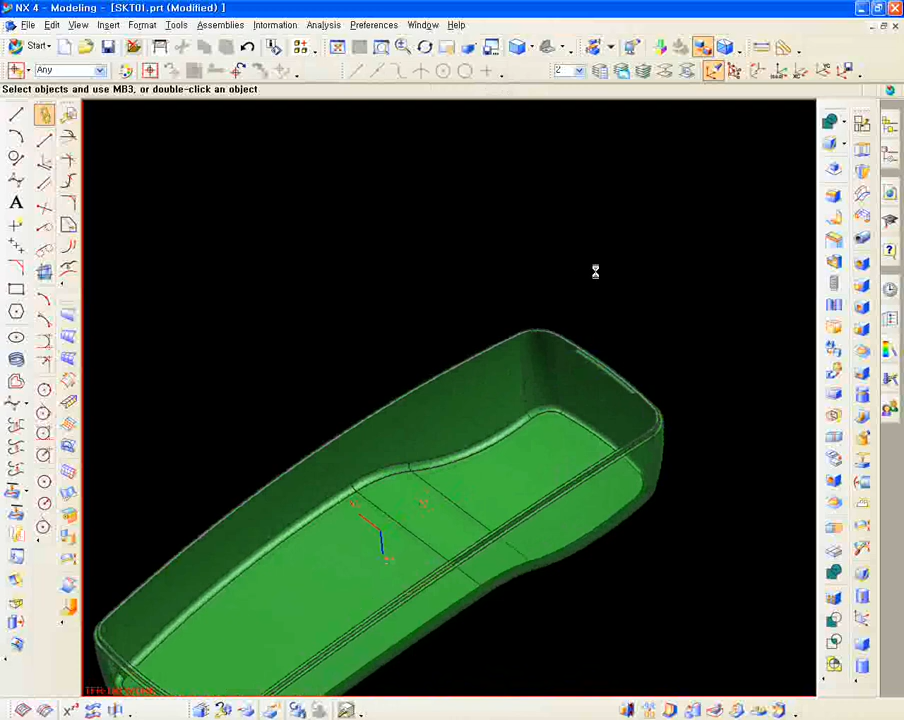 NX 4 - Modeling - [SKT01.prt (Modified) ]
File Edit View Insert Format Tools Assemblies Information Analysis Preferences Window Help
Start
Any
2
Select objects and use MB3, or double-click an object
A